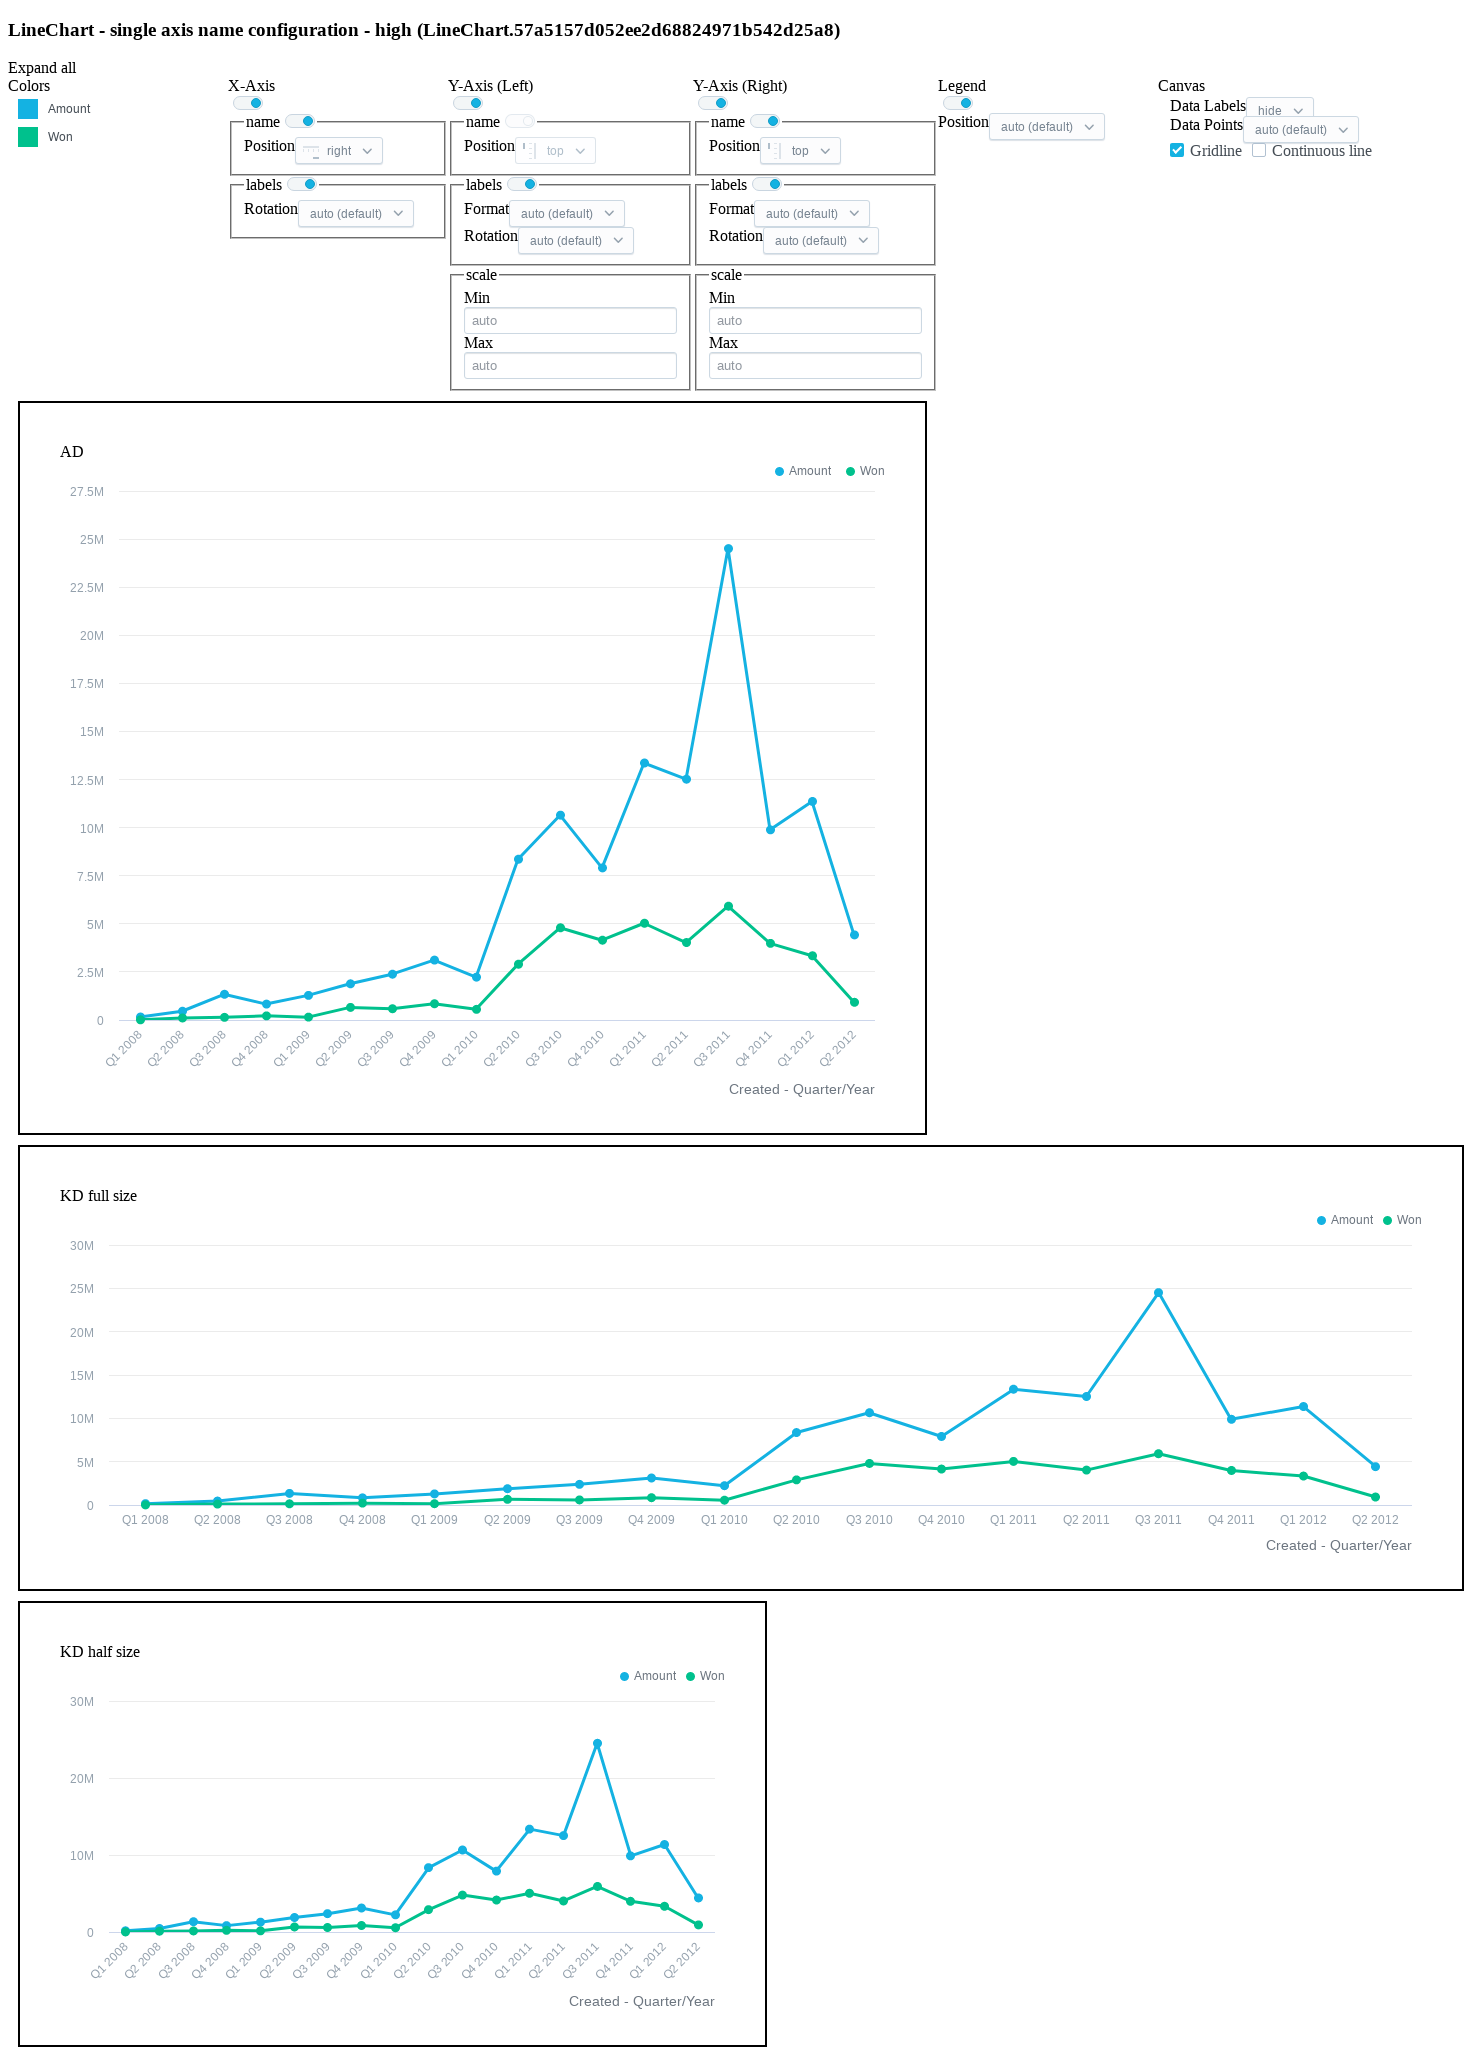 LineChart - single axis name configuration - high (LineChart.57a5157d052ee2d68824971b542d25a8)
Expand all
Colors
Amount
Won
X-Axis
name
Position right
labels
Rotation auto (default)
Y-Axis (Left)
name
Position top
labels
Format auto (default)
Rotation auto (default)
scale
Min
auto
Max
auto
Y-Axis (Right)
name
Position top
labels
Format auto (default)
Rotation auto (default)
scale
Min
auto
Max
auto
Legend
Position auto (default)
Canvas
Data Labels hide
Data Points auto (default)
Gridline Continuous line
AD
Amount Won
27.5M
25M
22.5M
20M
17.5M
15M
12.5M
10M
7.5M
5M
2.5M
0
Q1 2008 Q2 2008 Q3 2008 Q4 2008 Q1 2009 Q2 2009 Q3 2009 Q4 2009 Q1 2010 Q2 2010 Q3 2010 Q4 2010 Q1 2011 Q2 2011 Q3 2011 Q4 2011 Q1 2012 Q2 2012
Created - Quarter/Year
KD full size
Amount Won
30M
25M
20M
15M
10M
5M
0
Q1 2008 Q2 2008 Q3 2008 Q4 2008 Q1 2009 Q2 2009 Q3 2009 Q4 2009 Q1 2010 Q2 2010 Q3 2010 Q4 2010 Q1 2011 Q2 2011 Q3 2011 Q4 2011 Q1 2012 Q2 2012
Created - Quarter/Year
KD half size
Amount Won
30M
20M
10M
0
Q1 2008 Q2 2008 Q3 2008 Q4 2008 Q1 2009 Q2 2009 Q3 2009 Q4 2009 Q1 2010 Q2 2010 Q3 2010 Q4 2010 Q1 2011 Q2 2011 Q3 2011 Q4 2011 Q1 2012 Q2 2012
Created - Quarter/Year